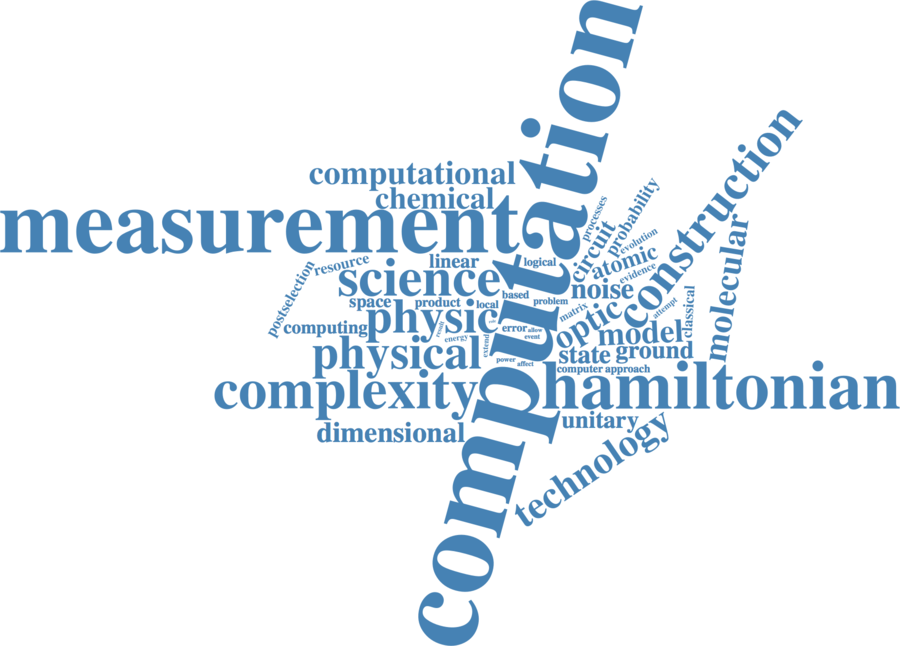 computation
computational
chemical
measurement
construction
probability
processes
circuit
evolution
atomic
evidence
molecular
linear
logical
resource
postselection
science
noise
space
product
local
based
problem
matrix
optic
attempt
classical
computing
physic
result
energy
error
allow
event
model
extend
physical
power
affect
state
ground
computer approach
complexity
hamiltonian
dimensional
unitary
technology